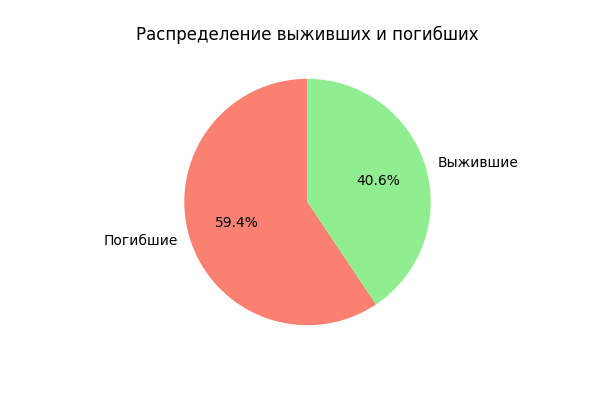 Распределение выживших и погибших
Выжившие
40.6%
59.4%
Погибшие